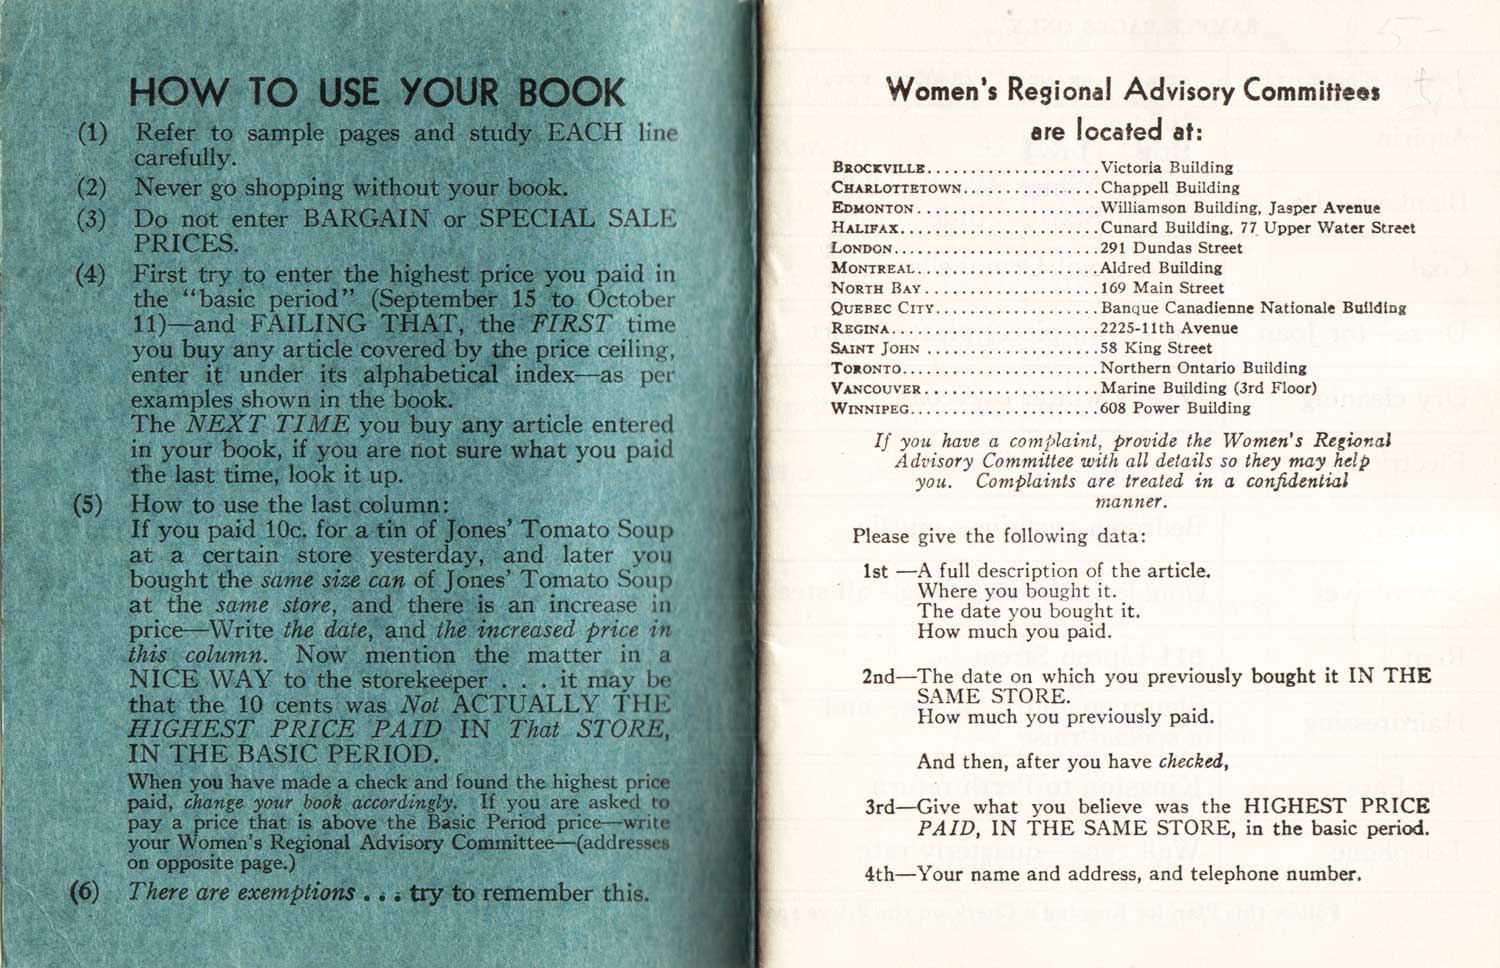 HOW TO USE YOUR BOOK
(1) Refer to sample pages and study EACH line
carefully.
(2) Never go shopping without your book.
(3) Do not enter BARGAIN or SPECIAL SALE
PRICES.
(4) First try to enter the highest price you paid in
the "basic period" (September 15 to October
11)—and FAILING THAT, the FIRST time
you buy any article covered by the price ceiling,
enter it under its alphabetical index—as per
examples shown in the book.
The NEXT TIME you buy any article entered
in your book, if you are not sure what you paid
the last time, look it up.
(5) How to use the last column:
If you paid 10c. for a tin of Jones' Tomato Soup
at a certain store yesterday, and later you
bought the same size can of Jones' Tomato Soup
at the same store, and there is an increase in
price—Write the date, and the increased price in
this column. Now mention the matter in a
NICE WAY to the storekeeper . . . it may be
that the 10 cents was Not ACTUALLY THE
HIGHEST PRICE PAID IN That STORE,
IN THE BASIC PERIOD.
When you have made a check and found the highest price
paid, change your book accordingly. If you are asked to
pay a price that is above the Basic Period price—write
your Women's Regional Advisory Committee—(addresses
on opposite page.)
(6) There are exemptions . . . try to remember this.
Women's Regional Advisory Committees
are located at:
BROCKVILLE....................Victoria Building
CHARLOTTETOWN................Chappell Building
EDMONTON.....................Williamson Building, Jasper Avenue
HALIFAX.......................Cunard Building, 77 Upper Water Street
LONDON........................291 Dundas Street
MONTREAL.....................Aldred Building
NORTH BAY....................169 Main Street
QUEBEC CITY...................Banque Canadienne Nationale Building
REGINA........................2225-11th Avenue
SAINT JOHN ....................58 King Street
TORONTO.......................Northern Ontario Building
VANCOUVER....................Marine Building (3rd Floor)
WINNIPEG......................608 Power Building
If you have a complaint, provide the Women's Regional
Advisory Committee with all details so they may help
you. Complaints are treated in a confidential
manner.
Please give the following data:
1st —A full description of the article.
Where you bought it.
The date you bought it.
How much you paid.
2nd—The date on which you previously bought it IN THE
SAME STORE.
How much you previously paid.
And then, after you have checked,
3rd—Give what you believe was the HIGHEST PRICE
PAID, IN THE SAME STORE, in the basic period.
4th—Your name and address, and telephone number.